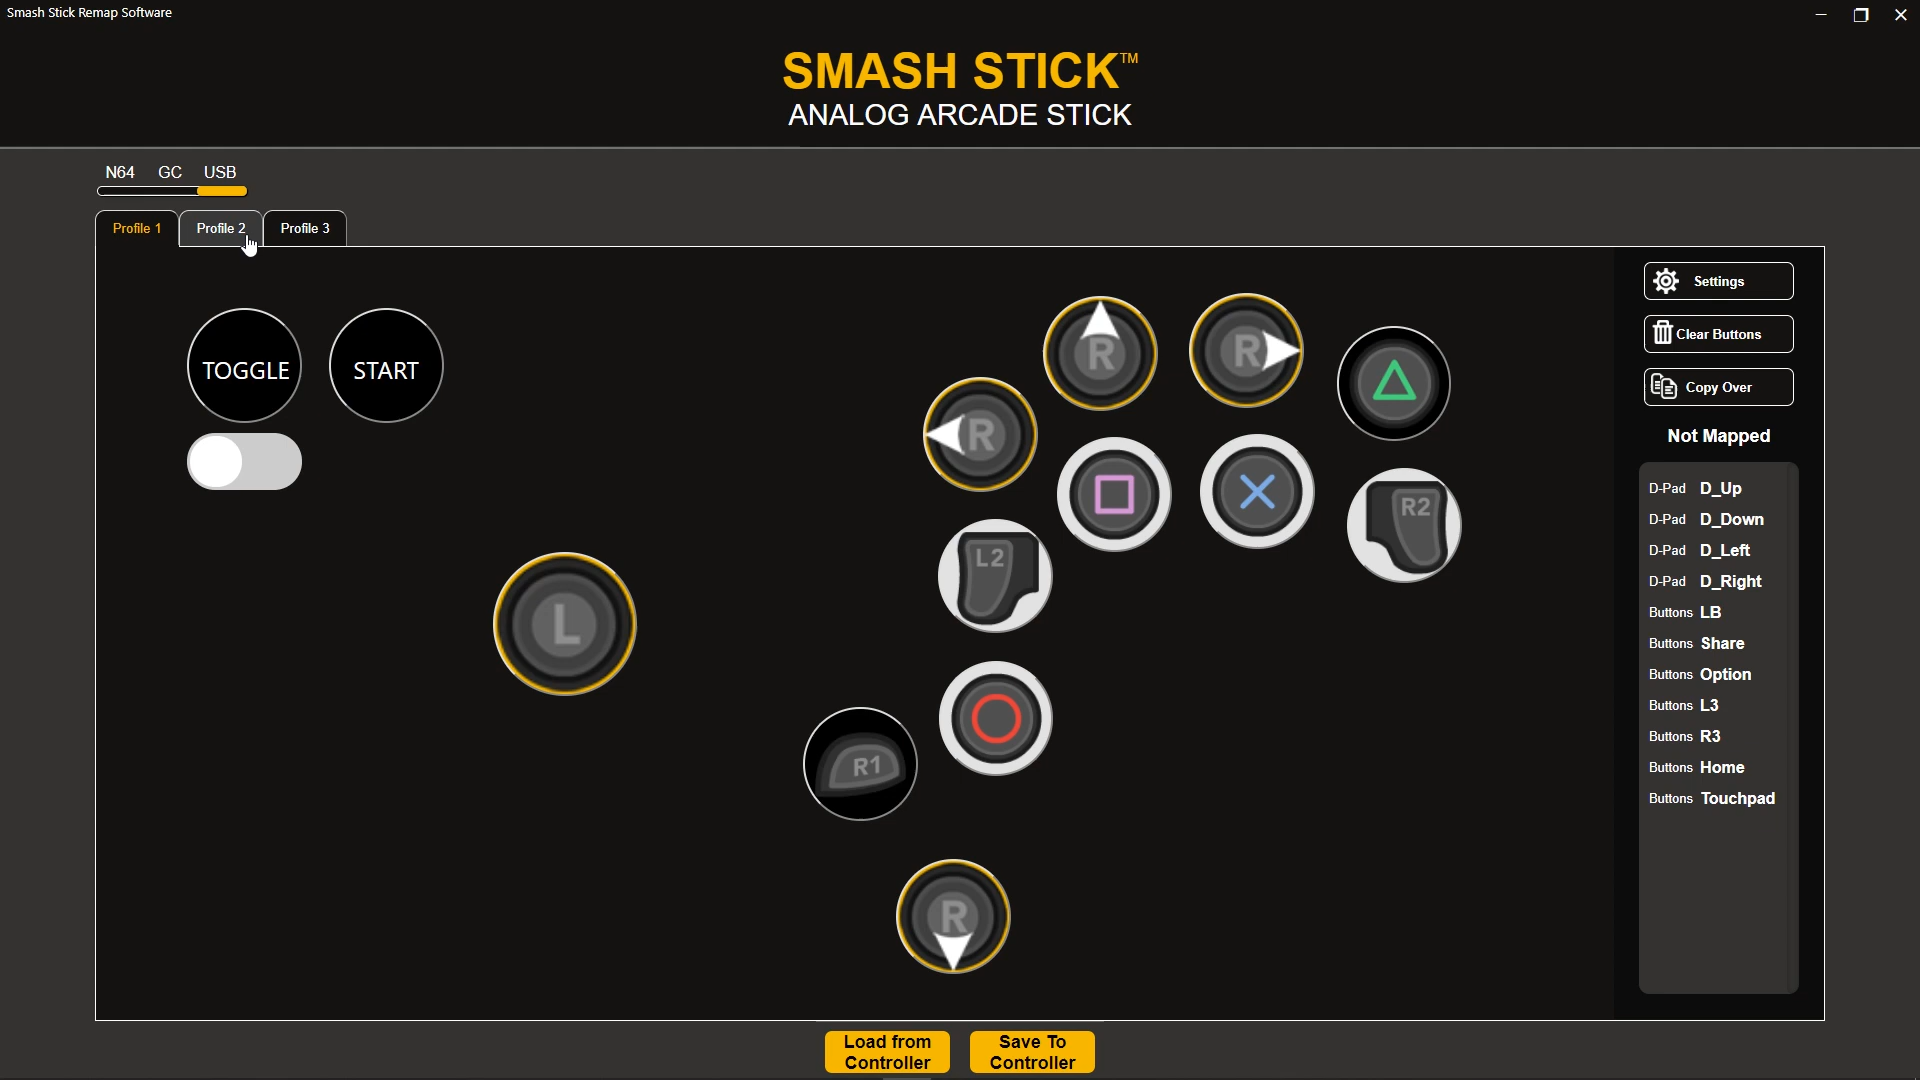 Smash Stick Remap Software
SMASH STICK™
ANALOG ARCADE STICK
N64 GC USB
Profile 1 Profile 2 Profile 3
Settings
Clear Buttons
Copy Over
Not Mapped
D-Pad D_Up
D-Pad D_Down
D-Pad D_Left
D-Pad D_Right
Buttons LB
Buttons Share
Buttons Option
Buttons L3
Buttons R3
Buttons Home
Buttons Touchpad
TOGGLE START
R
R
R
L2
R2
L
R1
R
Load from
Controller
Save To
Controller